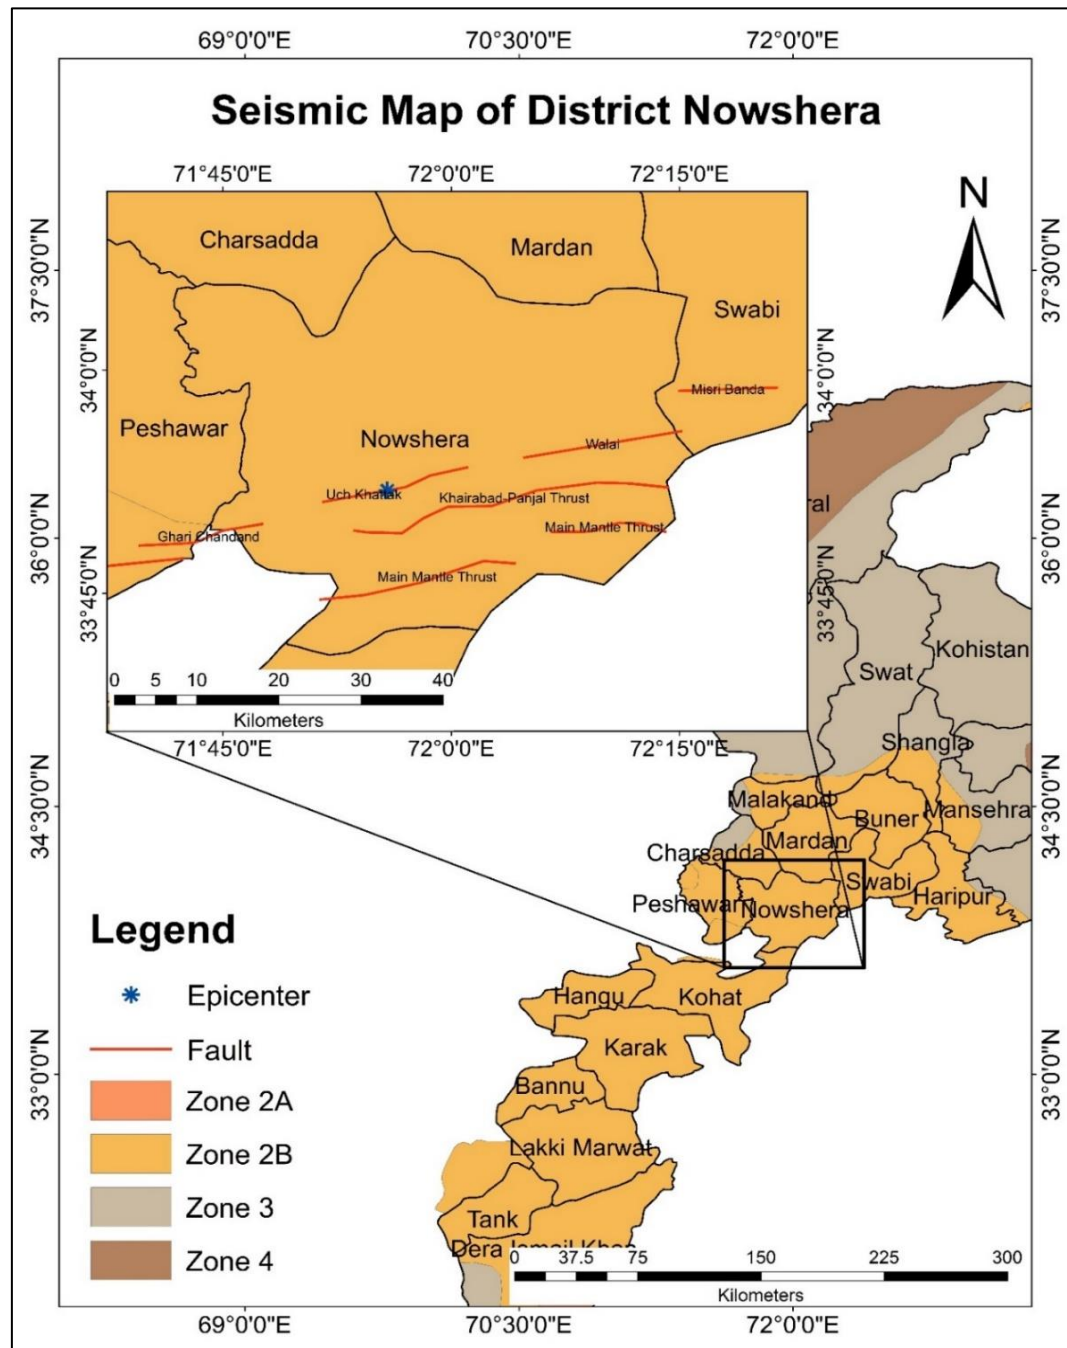 69°0'0"E 70°30'0"E 72°0'0"E
Seismic Map of District Nowshera
71°45'0"E 72°0'0"E 72°15'0"E
N
37°30'0"N
37°30'0"N
Charsadda
Mardan
Swabi
34°0'0"N
34°0'0"N
Misri Banda
Peshawar
Nowshera
Walai
Uch Khattak
Khairabad-Panjal Thrust
ral
Ghari Chandand
Main Mantle Thrust
36°0'0"N
36°0'0"N
Main Mantle Thrust
33°45'0"N
33°45'0"N
Kohistan
Swat
0 5 10 20 30 40
Kilometers
71°45'0"E 72°0'0"E 72°15'0"E
Shangla
34°30'0"N
34°30'0"N
Malakand
Mansehra
Buner
Mardan
Charsadda
Swabi
Haripur
Peshawar
Nowshera
Legend
Epicenter
Hangu
Kohat
Fault
Karak
33°0'0"N
33°0'0"N
Zone 2A
Bannu
Zone 2B
Lakki Marwat
Zone 3
Tank
Dera Ismail Khan
Zone 4
0 37.5 75 150 225 300
Kilometers
69°0'0"E 70°30'0"E 72°0'0"E